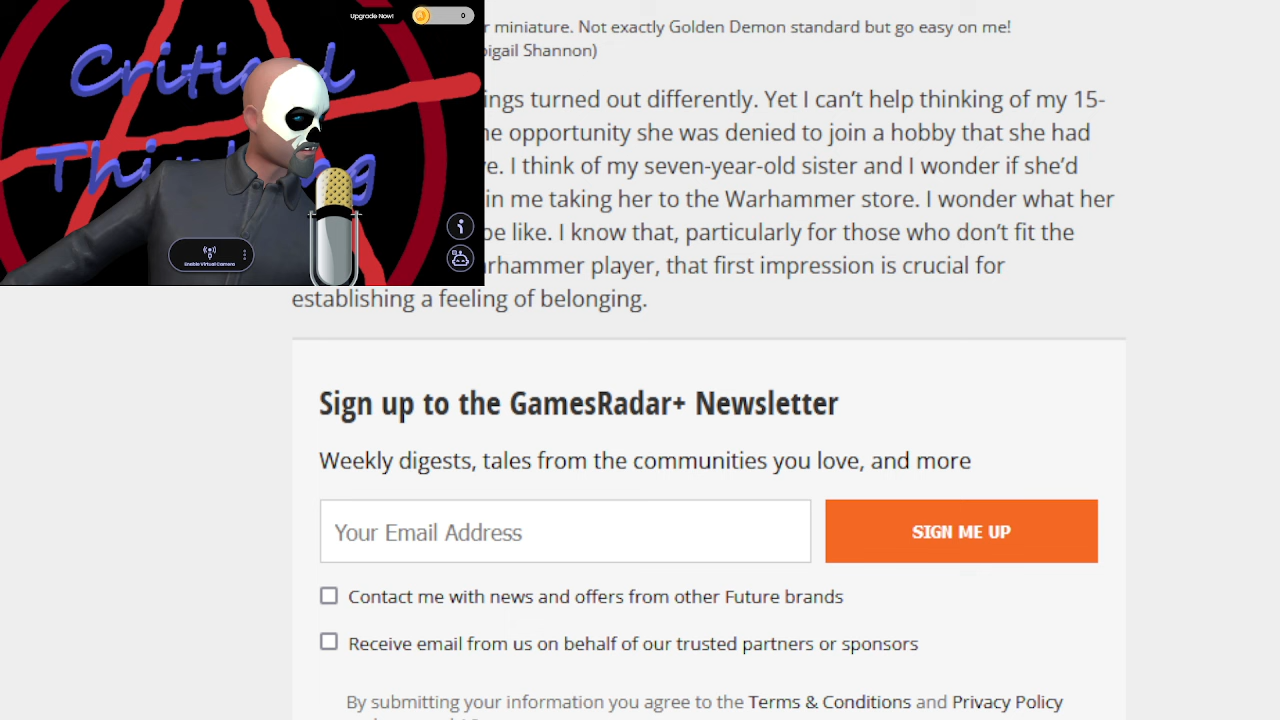 Upgrade Now!
0
Critical
Thinking
Enable Virtual Camera
r miniature. Not exactly Golden Demon standard but go easy on me!
igail Shannon)
ings turned out differently. Yet I can't help thinking of my 15-
ne opportunity she was denied to join a hobby that she had
ve. I think of my seven-year-old sister and I wonder if she'd
in me taking her to the Warhammer store. I wonder what her
be like. I know that, particularly for those who don't fit the
arhammer player, that first impression is crucial for
establishing a feeling of belonging.
Sign up to the GamesRadar+ Newsletter
Weekly digests, tales from the communities you love, and more
Your Email Address
SIGN ME UP
Contact me with news and offers from other Future brands
Receive email from us on behalf of our trusted partners or sponsors
By submitting your information you agree to the Terms & Conditions and Privacy Policy